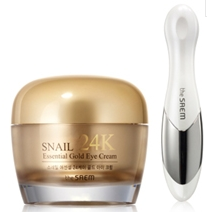 SNAIL 24K
Essential Gold Eye Cream
the SAEM
the SAEM